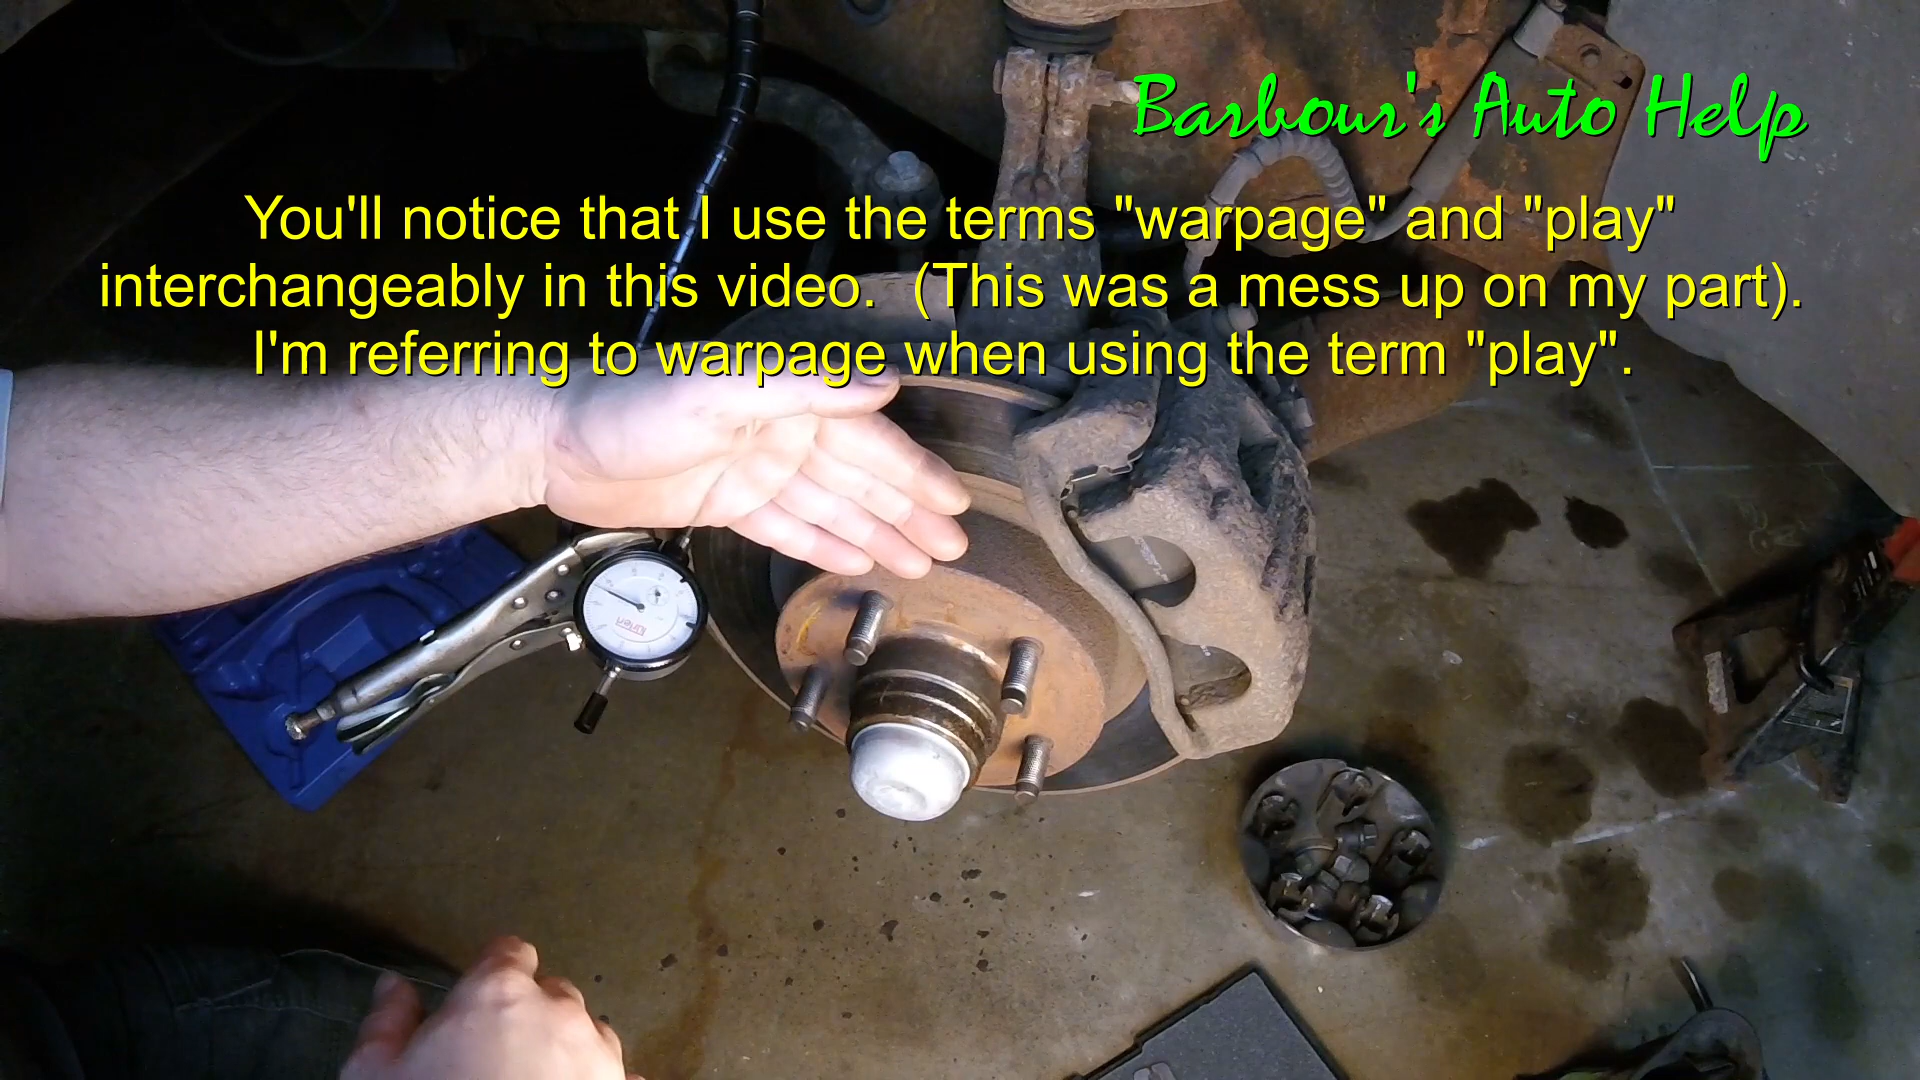 Barbour's Auto Help
You'll notice that I use the terms "warpage" and "play"
interchangeably in this video.  (This was a mess up on my part).
I'm referring to warpage when using the term "play".